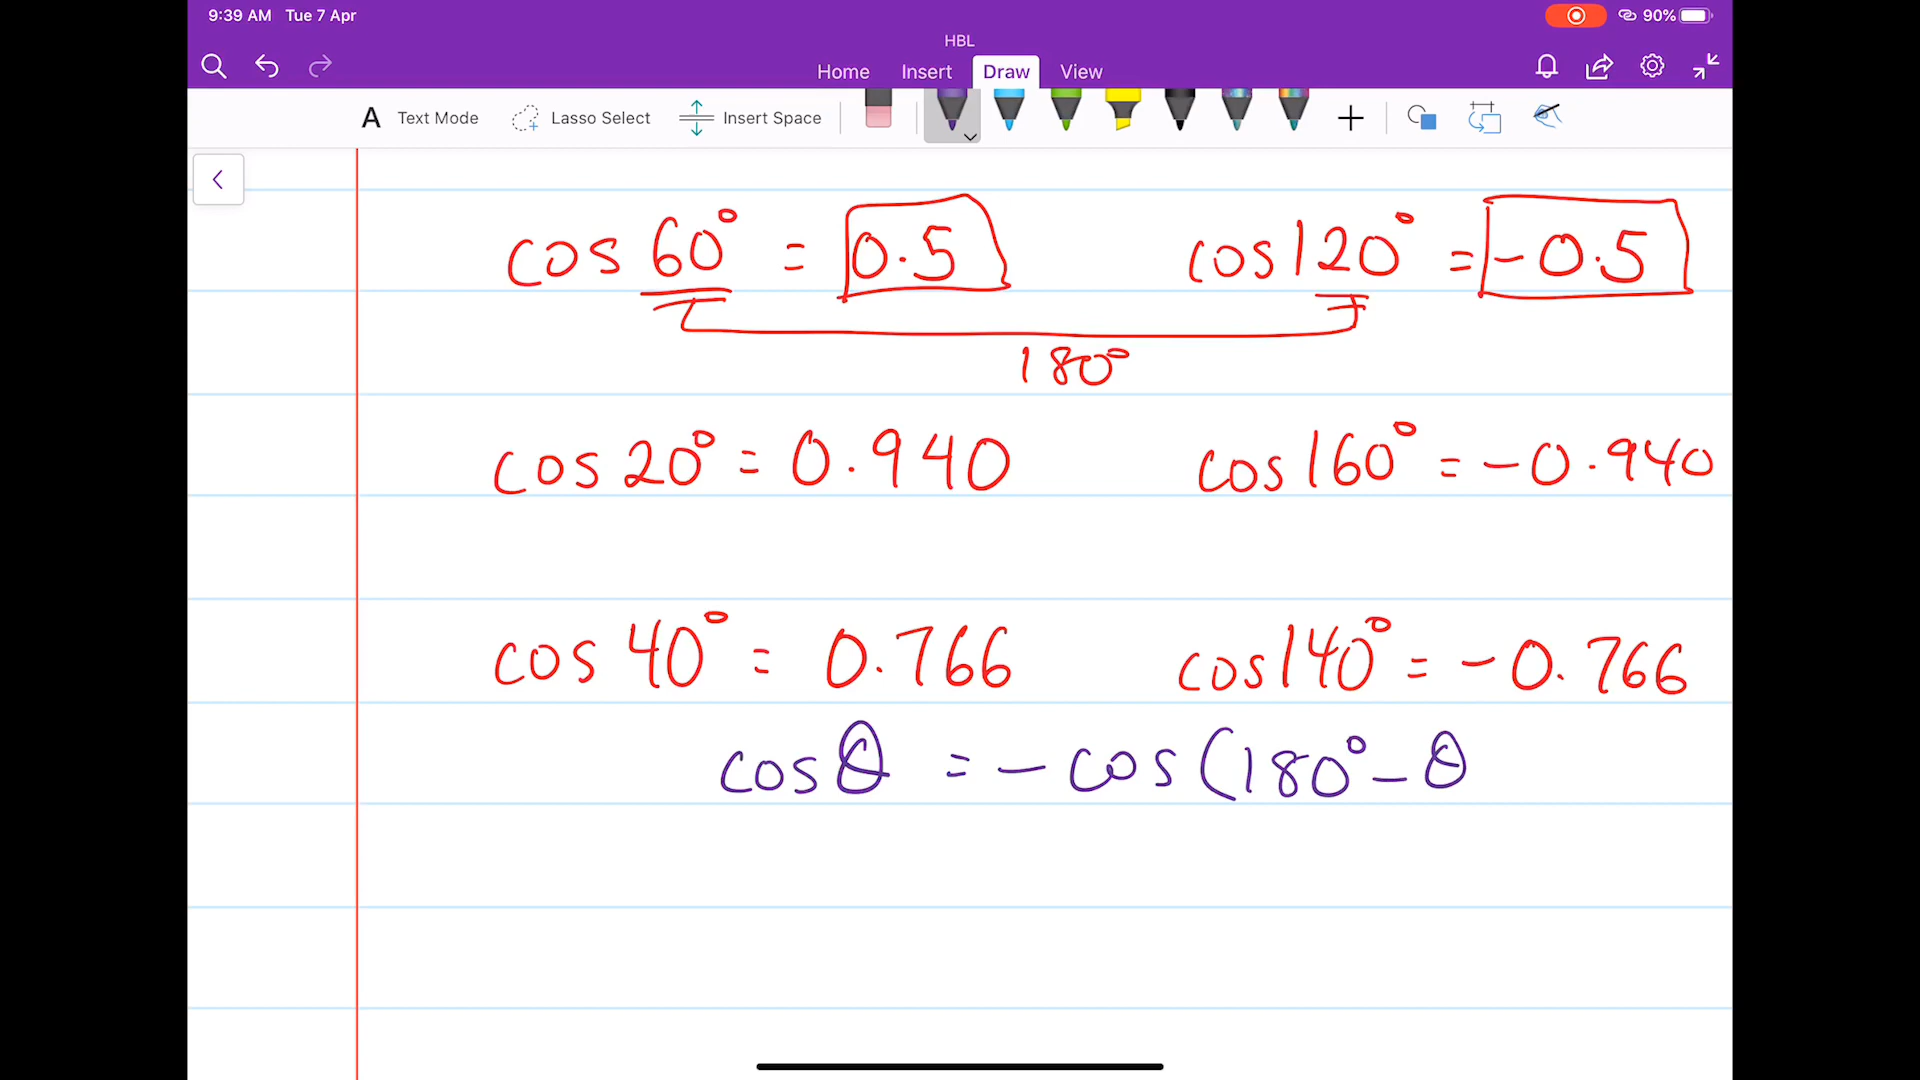 9:39 AM Tue 7 Apr 90%
HBL
Home Insert Draw View
A Text Mode Lasso Select Insert Space
cos 60° = 0.5 cos 120° = -0.5
180°
cos 20° = 0.940 cos 160° = -0.940
cos 40° = 0.766 cos 140° = -0.766
cos θ = -cos (180° - θ